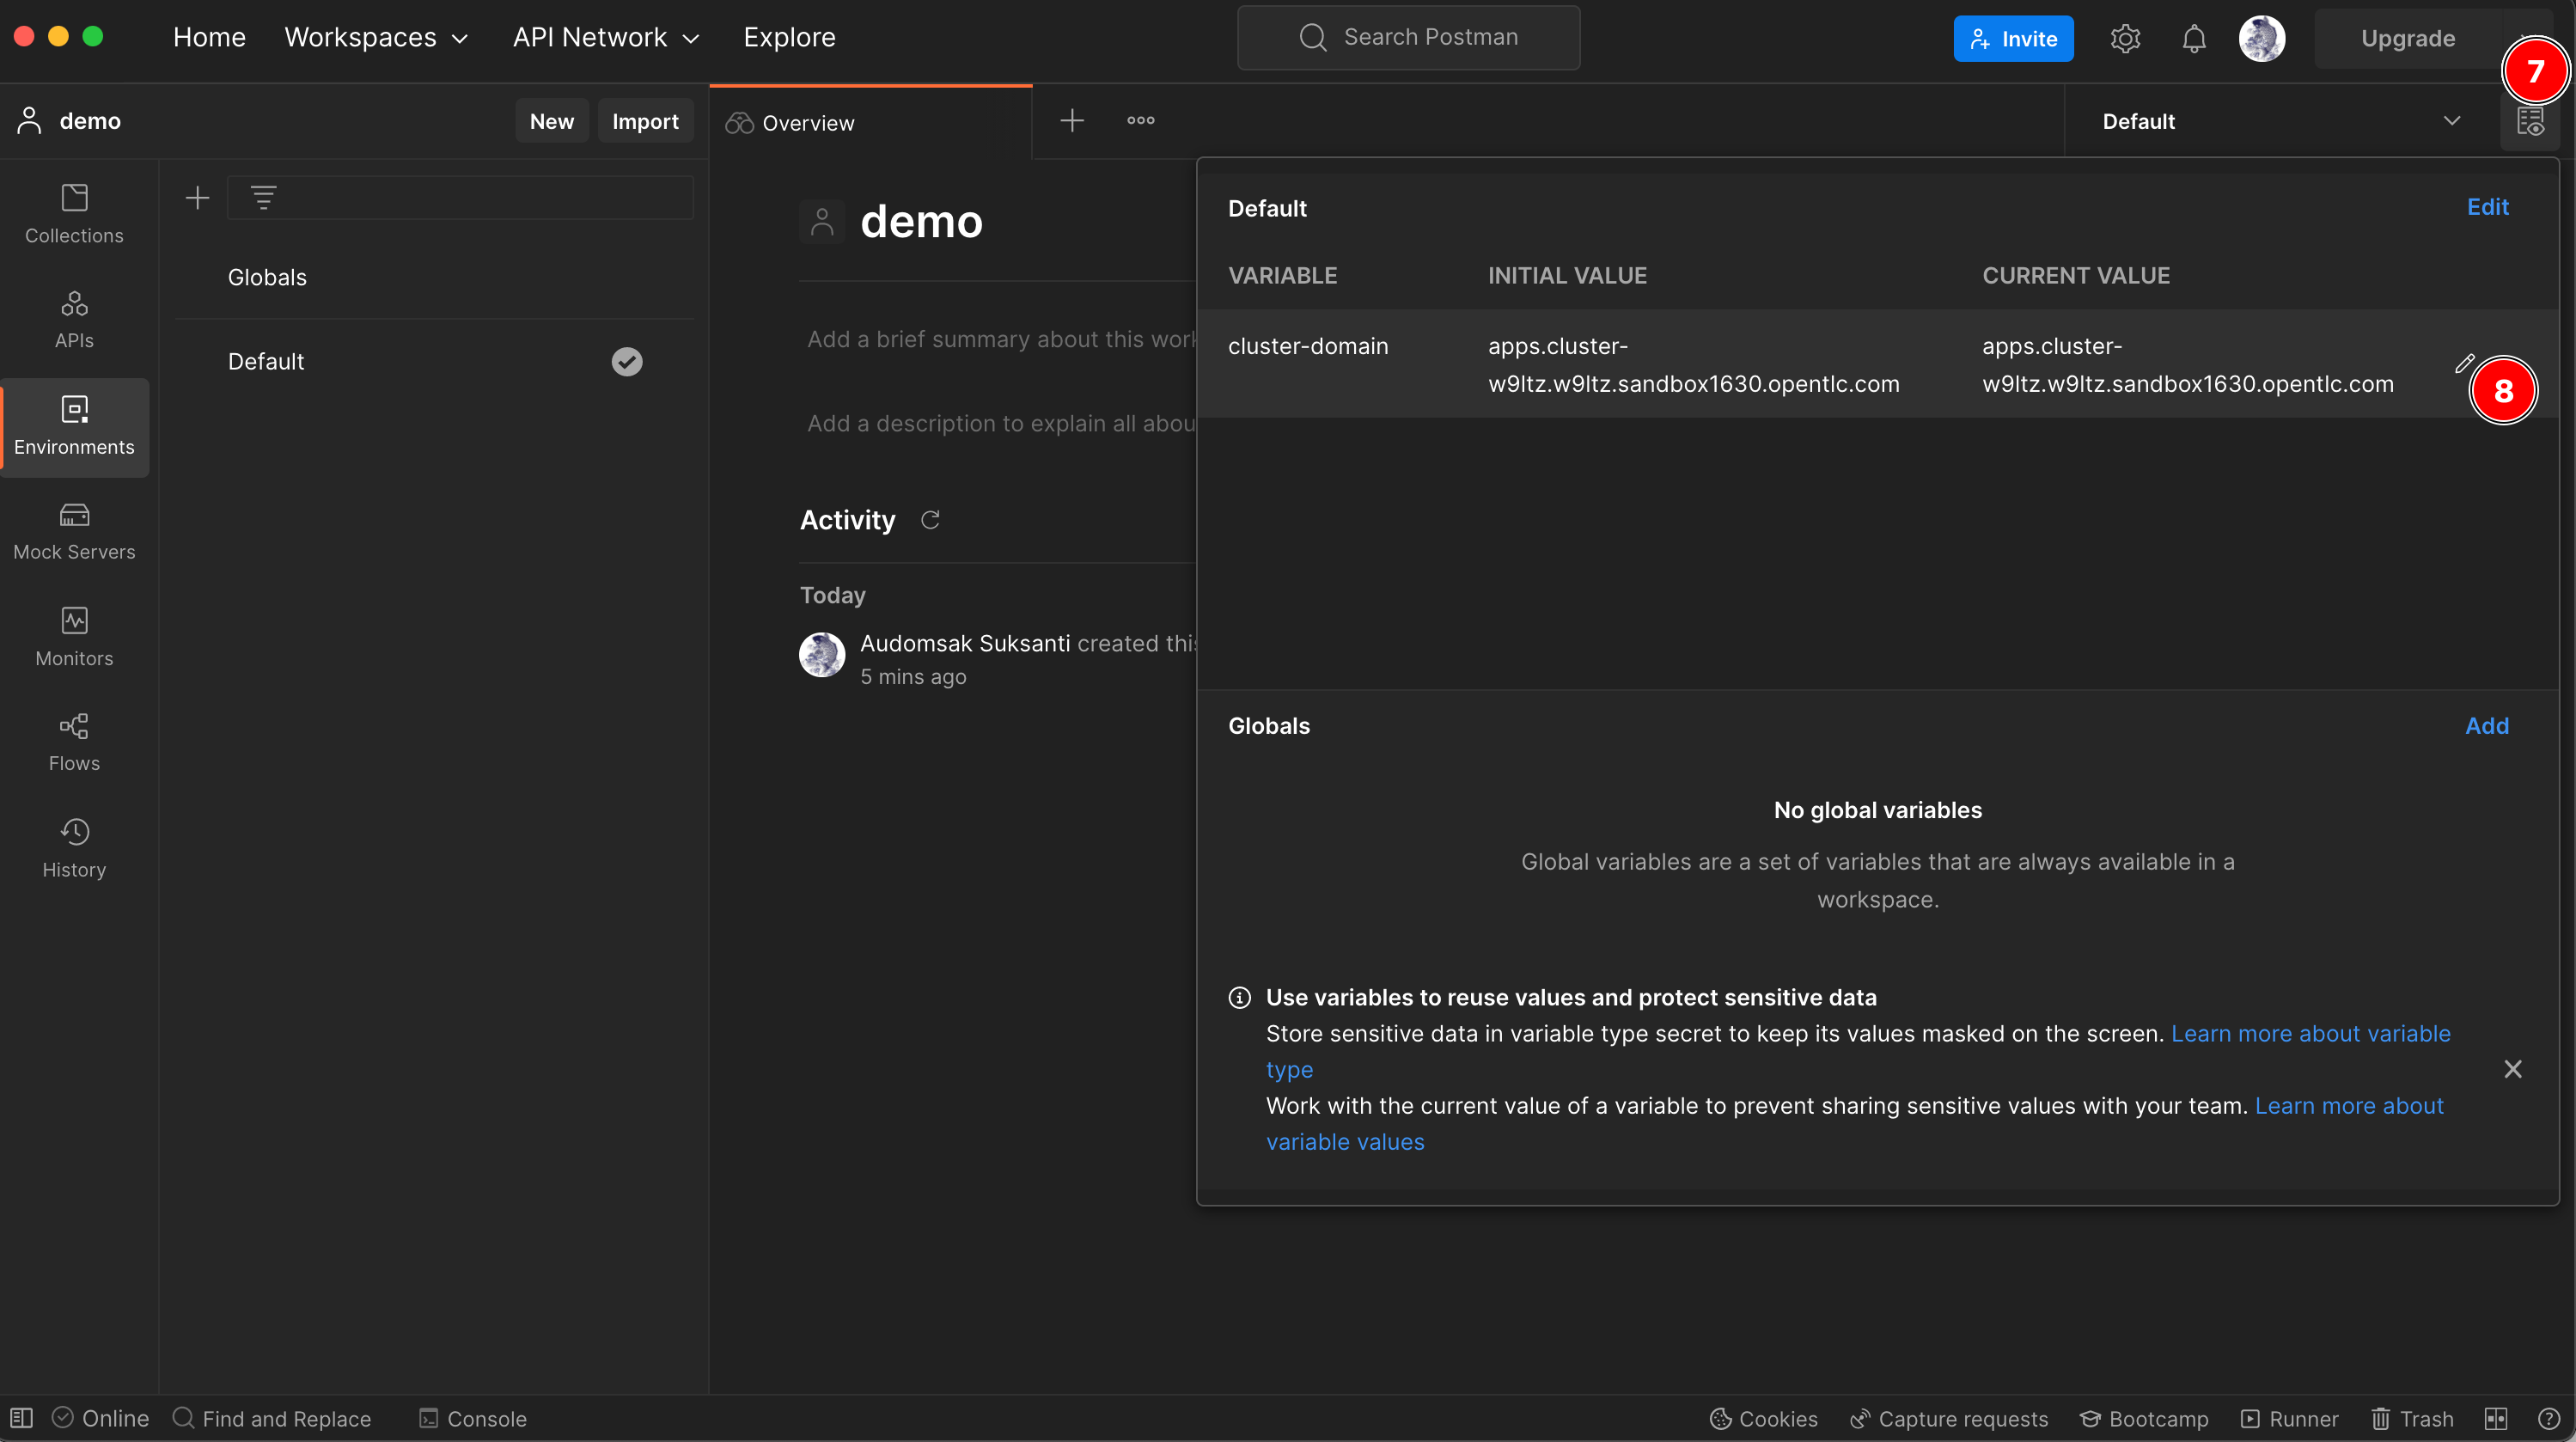 Home Workspaces API Network Explore
Search Postman
Invite
Upgrade
7
demo
New Import
Overview
Default
Collections
APIs
Environments
Mock Servers
Monitors
Flows
History
Globals
Default
demo
Add a brief summary about this work
Add a description to explain all abou
Activity
Today
Audomsak Suksanti created this
5 mins ago
Default Edit
VARIABLE INITIAL VALUE CURRENT VALUE
cluster-domain apps.cluster- apps.cluster-
w9ltz.w9ltz.sandbox1630.opentlc.com w9ltz.w9ltz.sandbox1630.opentlc.com
8
Globals Add
No global variables
Global variables are a set of variables that are always available in a
workspace.
Use variables to reuse values and protect sensitive data
Store sensitive data in variable type secret to keep its values masked on the screen. Learn more about variable
type
Work with the current value of a variable to prevent sharing sensitive values with your team. Learn more about
variable values
Online Find and Replace Console Cookies Capture requests Bootcamp Runner Trash